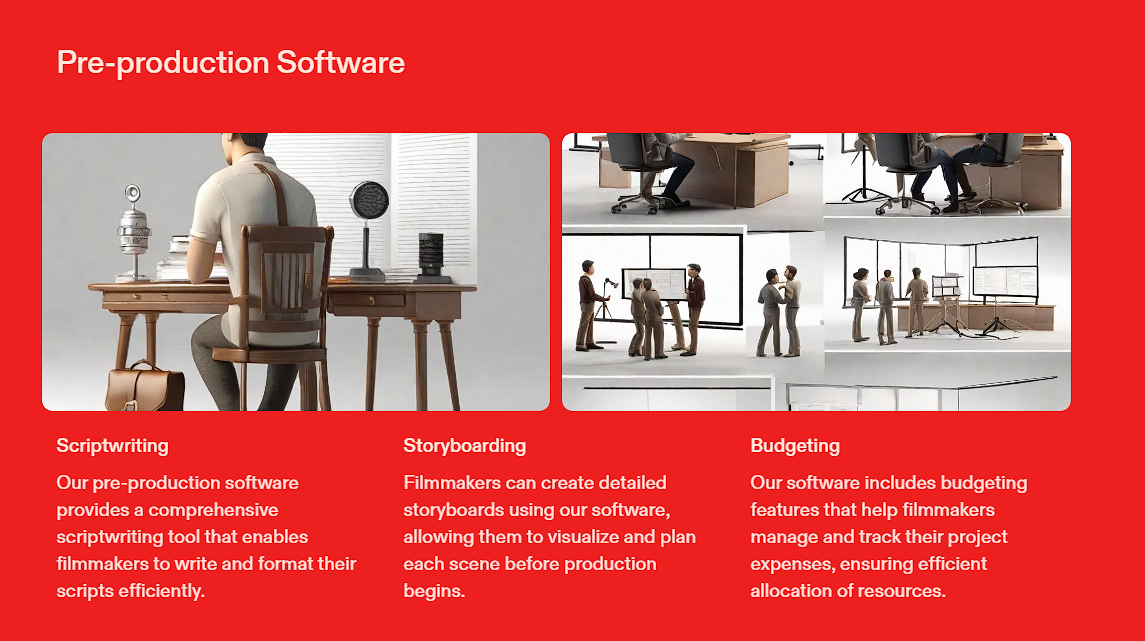 Pre-production Software
Scriptwriting
Our pre-production software
provides a comprehensive
scriptwriting tool that enables
filmmakers to write and format their
scripts efficiently.
Storyboarding
Filmmakers can create detailed
storyboards using our software,
allowing them to visualize and plan
each scene before production
begins.
Budgeting
Our software includes budgeting
features that help filmmakers
manage and track their project
expenses, ensuring efficient
allocation of resources.